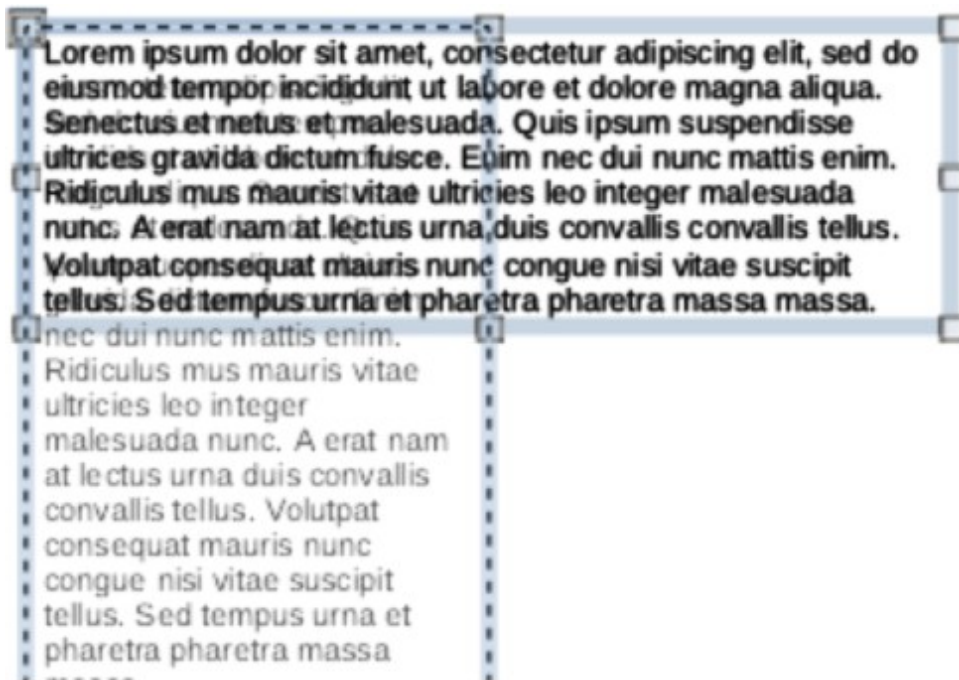 Lorem ipsum dolor sit amet, consectetur adipiscing elit, sed do
eiusmod tempor incididunt ut labore et dolore magna aliqua.
Senectus et netus et malesuada. Quis ipsum suspendisse
ultrices gravida dictum fusce. Enim nec dui nunc mattis enim.
Ridiculus mus mauris vitae ultricies leo integer malesuada
nunc. A erat nam at lectus urna duis convallis convallis tellus.
Volutpat consequat mauris nunc congue nisi vitae suscipit
tellus. Sed tempus urna et pharetra pharetra massa massa.
nec dui nunc mattis enim.
Ridiculus mus mauris vitae
ultricies leo integer
malesuada nunc. A erat nam
at lectus urna duis convallis
convallis tellus. Volutpat
consequat mauris nunc
congue nisi vitae suscipit
tellus. Sed tempus urna et
pharetra pharetra massa